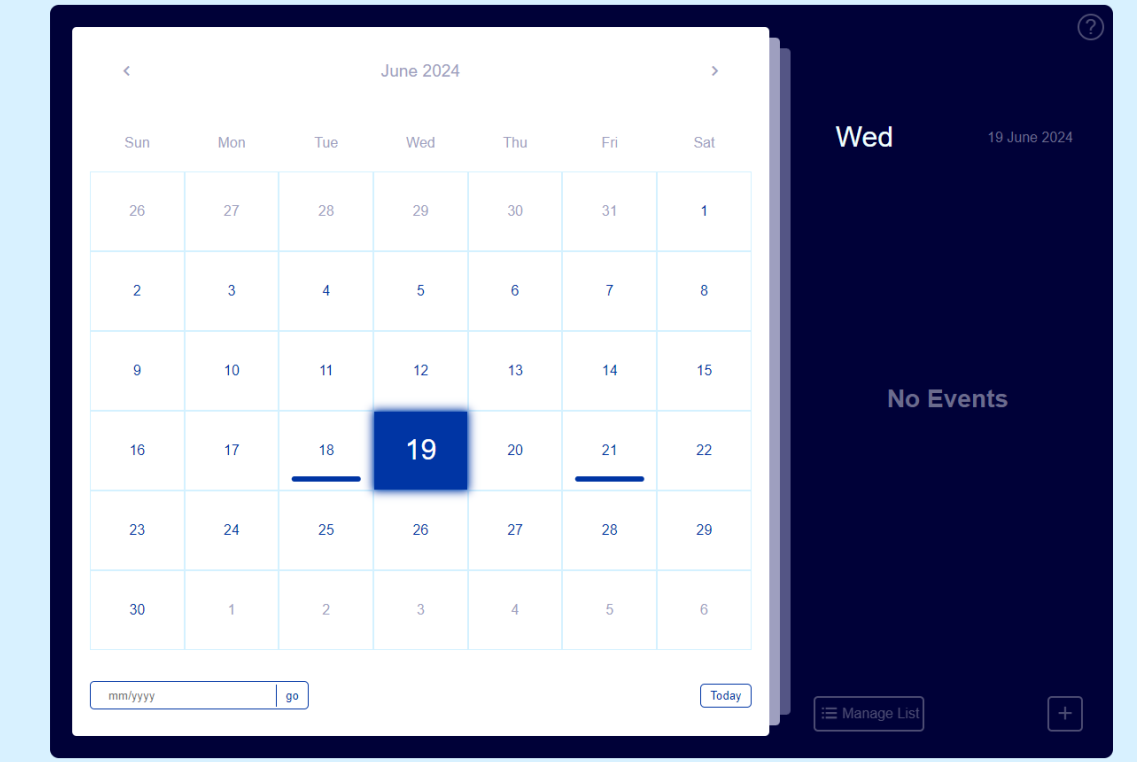 ?
June 2024
Sun Mon Tue Wed Thu Fri Sat
26 27 28 29 30 31 1
2 3 4 5 6 7 8
9 10 11 12 13 14 15
16 17 18 19 20 21 22
23 24 25 26 27 28 29
30 1 2 3 4 5 6
mm/yyyy go
Today
Wed 19 June 2024
No Events
Manage List
+